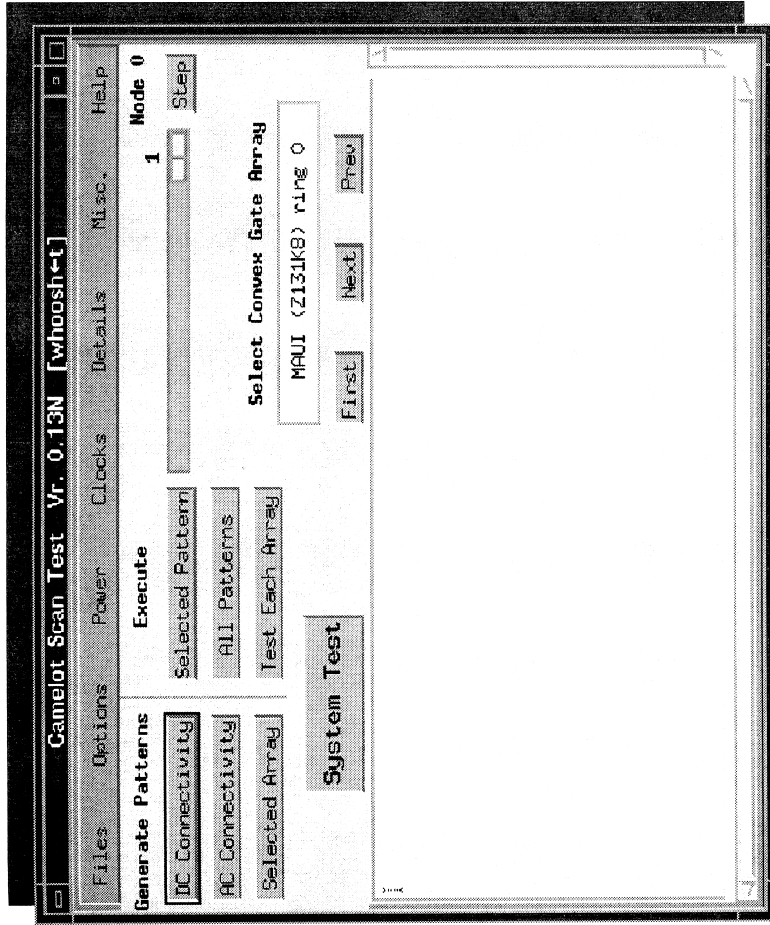 Camelot Scan Test Vr. 0.13N [whoosh←t]
Files Options Power Clocks Details Misc. Help
Generate Patterns Execute 1 Node 0
DC Connectivity Selected Pattern Step
AC Connectivity All Patterns
Selected Array Test Each Array
Select Convex Gate Array
MAUI (Z131K8) ring 0
System Test First Next Prev